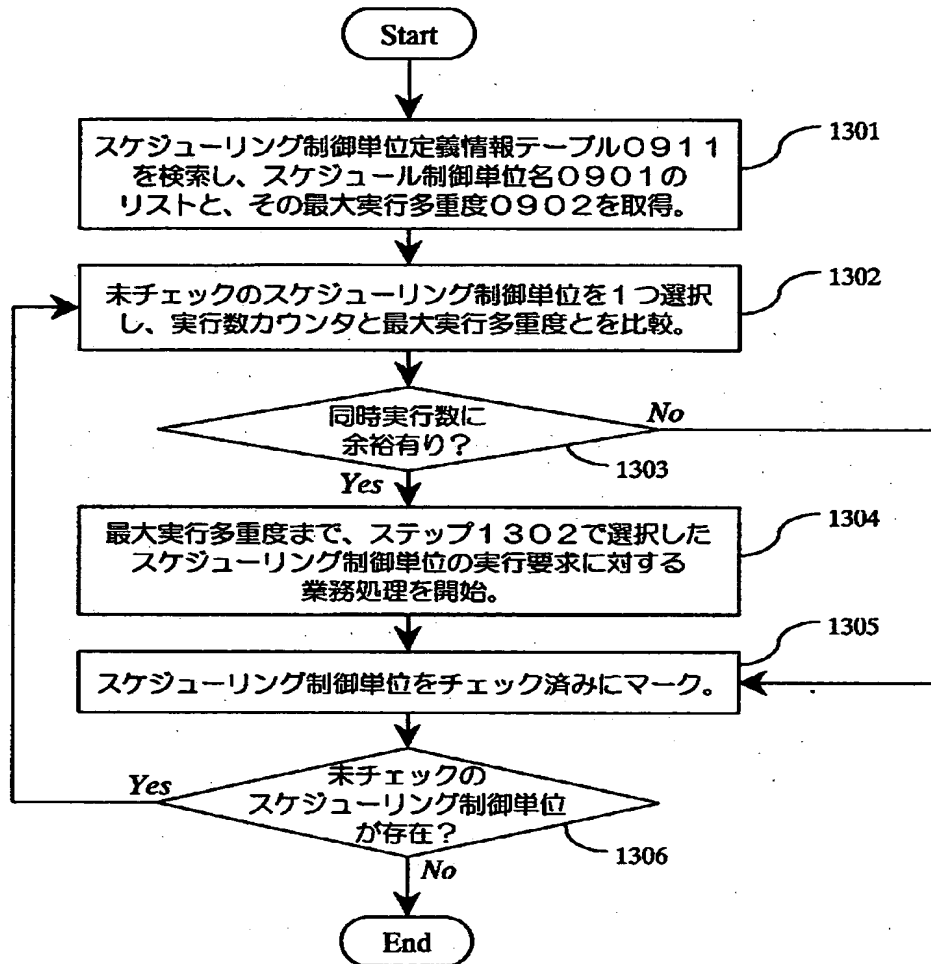 Start
スケジューリング制御単位定義情報テーブル0911
を検索し、スケジュール制御単位名0901の
リストと、その最大実行多重度0902を取得。
1301
未チェックのスケジューリング制御単位を1つ選択
し、実行数カウンタと最大実行多重度とを比較。
1302
同時実行数に
余裕有り?
No
1303
Yes
最大実行多重度まで、ステップ1302で選択した
スケジューリング制御単位の実行要求に対する
業務処理を開始。
1304
スケジューリング制御単位をチェック済みにマーク。
1305
Yes
未チェックの
スケジューリング制御単位
が存在?
1306
No
End